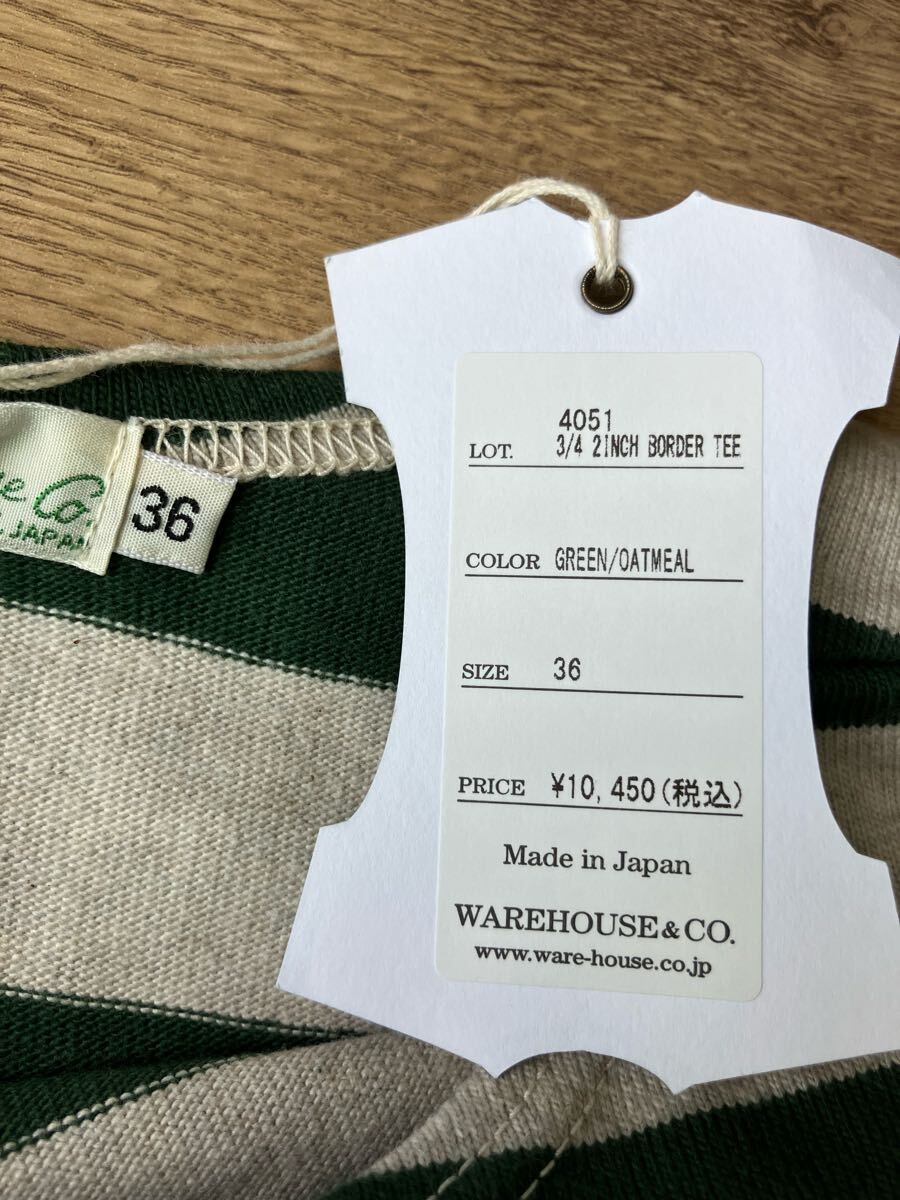 e Co
JAPAN
36
4051
LOT. 3/4 2INCH BORDER TEE
COLOR GREEN/OATMEAL
SIZE 36
PRICE ¥10,450(税込)
Made in Japan
WAREHOUSE & CO.
www.ware-house.co.jp